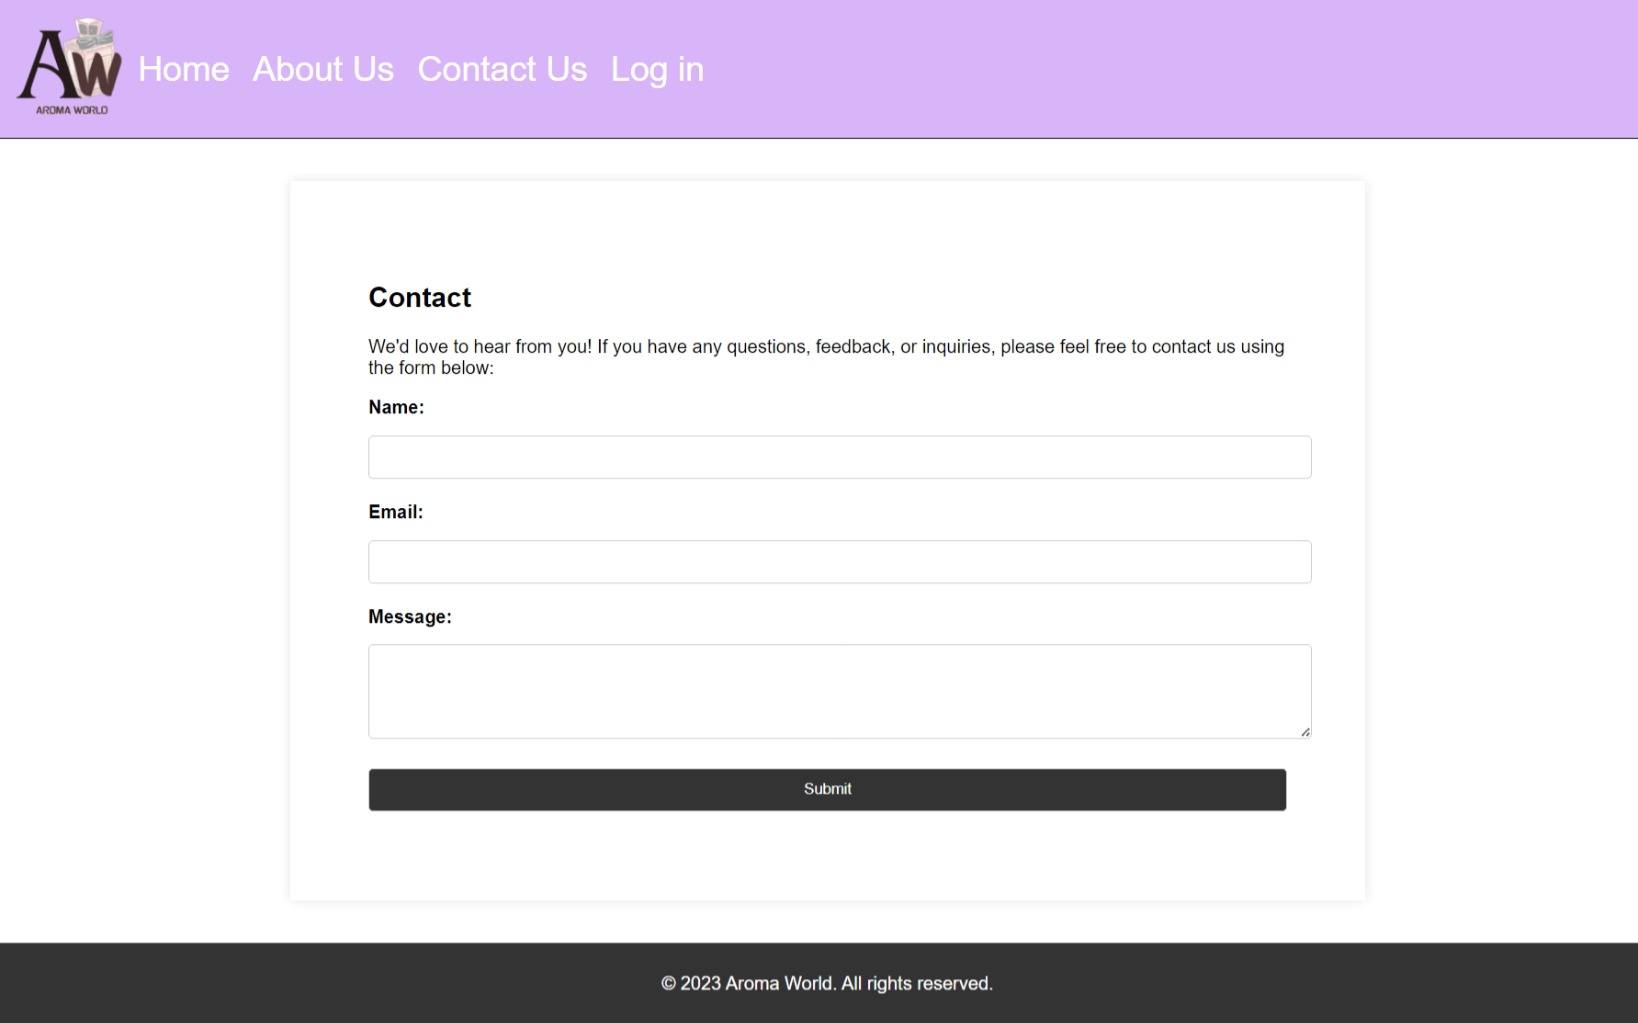 AW
AROMA WORLD
Home About Us Contact Us Log in
Contact
We'd love to hear from you! If you have any questions, feedback, or inquiries, please feel free to contact us using
the form below:
Name:
Email:
Message:
Submit
© 2023 Aroma World. All rights reserved.